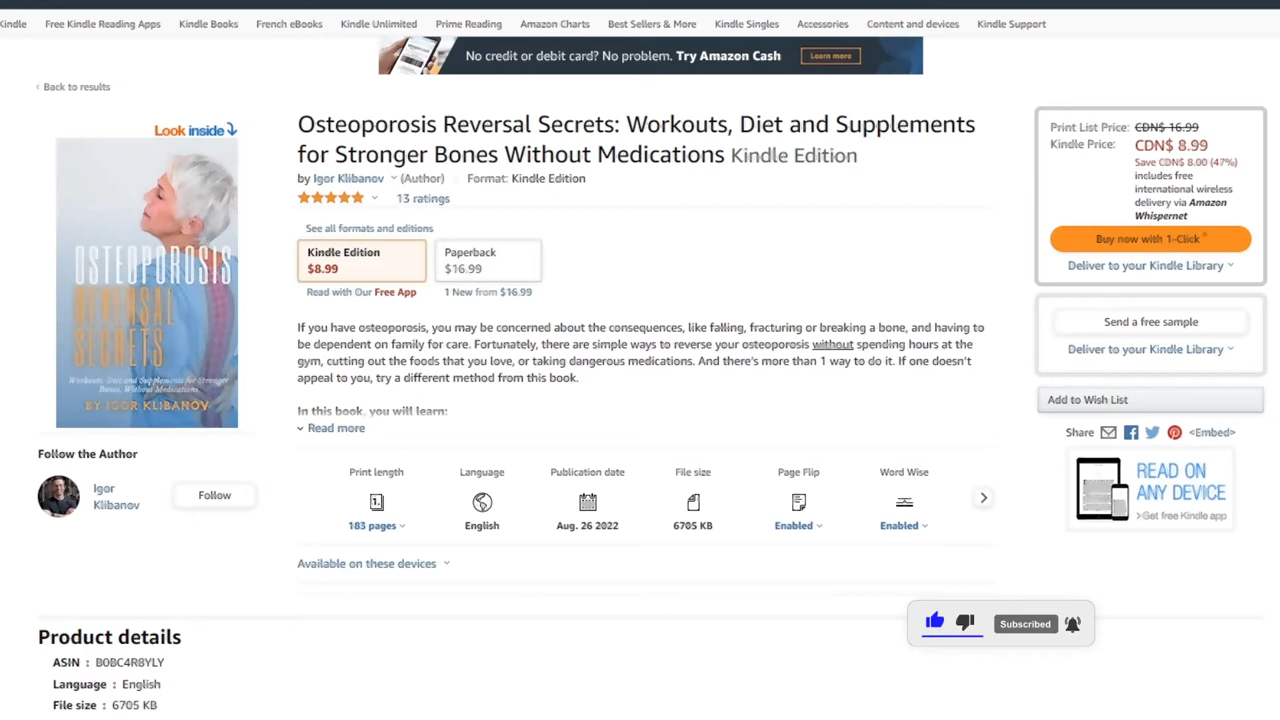 Kindle Free Kindle Reading Apps Kindle Books French eBooks Kindle Unlimited Prime Reading Amazon Charts Best Sellers & More Kindle Singles Accessories Content and devices Kindle Support
No credit or debit card? No problem. Try Amazon Cash Learn more
‹ Back to results
Look inside
OSTEOPOROSIS
REVERSAL
SECRETS
Workouts, Diet and Supplements for Stronger
Bones, Without Medications
BY IGOR KLIBANOV
Follow the Author
Igor
Klibanov
Follow
Osteoporosis Reversal Secrets: Workouts, Diet and Supplements
for Stronger Bones Without Medications Kindle Edition
by Igor Klibanov (Author) Format: Kindle Edition
13 ratings
See all formats and editions
Kindle Edition
$8.99
Read with Our Free App
Paperback
$16.99
1 New from $16.99
If you have osteoporosis, you may be concerned about the consequences, like falling, fracturing or breaking a bone, and having to
be dependent on family for care. Fortunately, there are simple ways to reverse your osteoporosis without spending hours at the
gym, cutting out the foods that you love, or taking dangerous medications. And there's more than 1 way to do it. If one doesn't
appeal to you, try a different method from this book.
In this book, you will learn:
Read more
Print length Language Publication date File size Page Flip Word Wise
183 pages English Aug. 26 2022 6705 KB Enabled Enabled
Available on these devices
Print List Price: CDN$ 16.99
Kindle Price: CDN$ 8.99
Save CDN$ 8.00 (47%)
includes free
international wireless
delivery via Amazon
Whispernet
Buy now with 1-Click ®
Deliver to your Kindle Library
Send a free sample
Deliver to your Kindle Library
Add to Wish List
Share <Embed>
READ ON
ANY DEVICE
>Get free Kindle app
Subscribed
Product details
ASIN : B0BC4R8YLY
Language : English
File size : 6705 KB